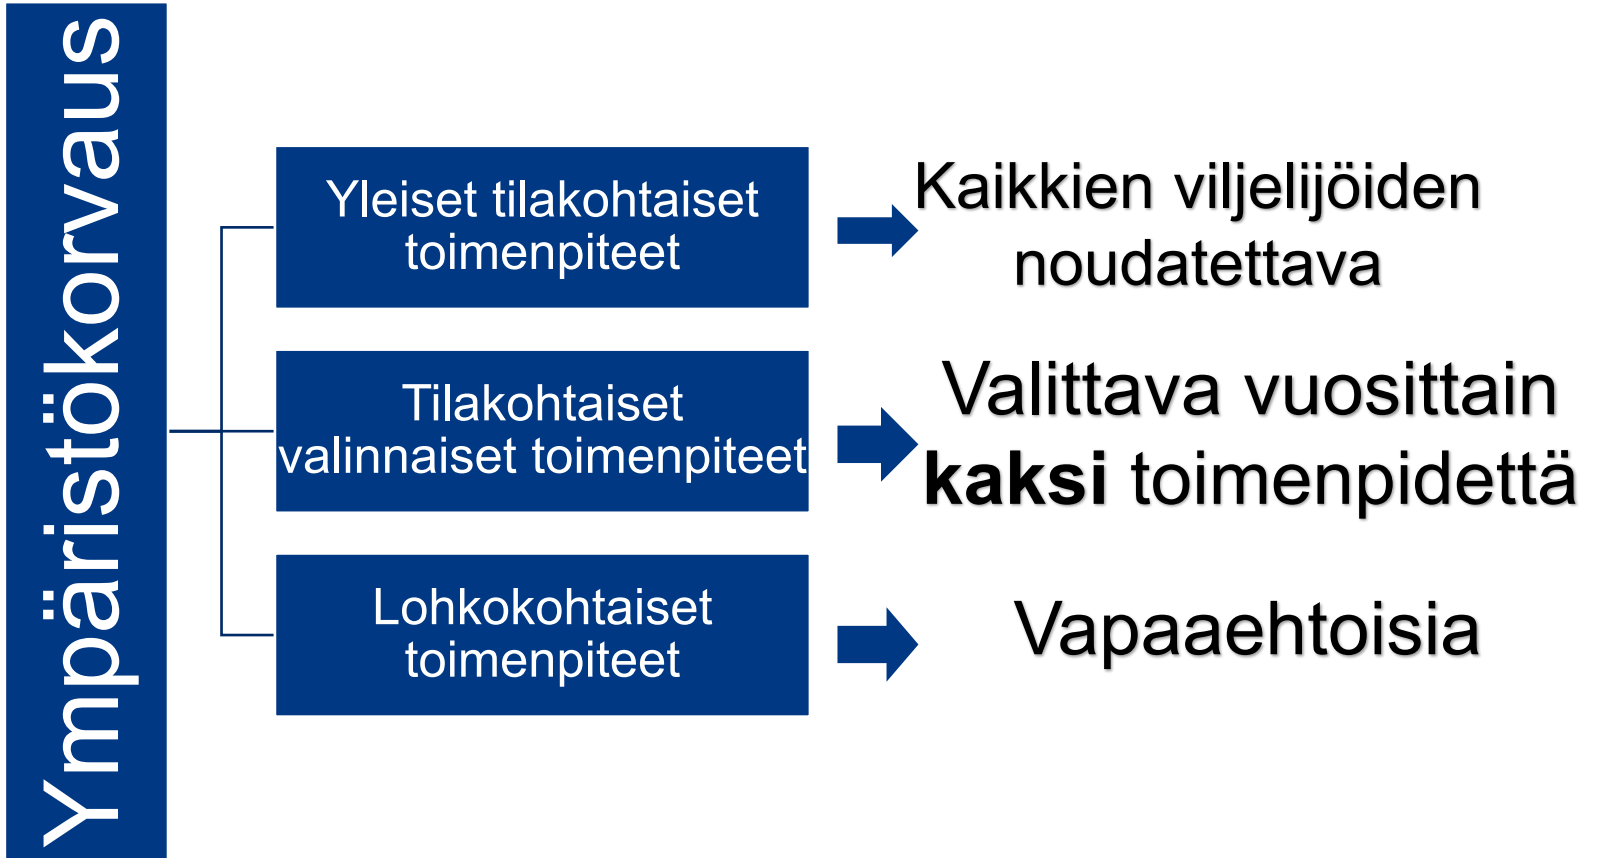 Ympäristökorvaus
Yleiset tilakohtaiset
toimenpiteet
Kaikkien viljelijöiden
noudatettava
Tilakohtaiset
valinnaiset toimenpiteet
Valittava vuosittain
kaksi toimenpidettä
Lohkokohtaiset
toimenpiteet
Vapaaehtoisia